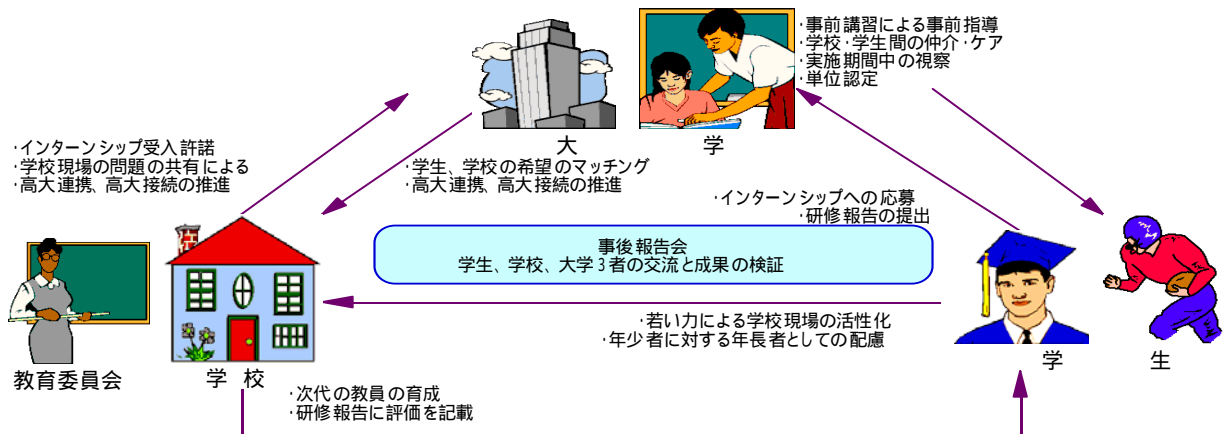 ·事前講習による事前指導
·学校·学生間の仲介·ケア
·実施期間中の視察
·単位認定
大 学
·インターンシップ受入許諾
·学校現場の問題の共有による
·高大連携、高大接続の推進
·学生、学校の希望のマッチング
·高大連携、高大接続の推進
·インターンシップへの応募
·研修報告の提出
事後報告会
学生、学校、大学3者の交流と成果の検証
·若い力による学校現場の活性化
·年少者に対する年長者としての配慮
教育委員会
学 校
学 生
·次代の教員の育成
·研修報告に評価を記載